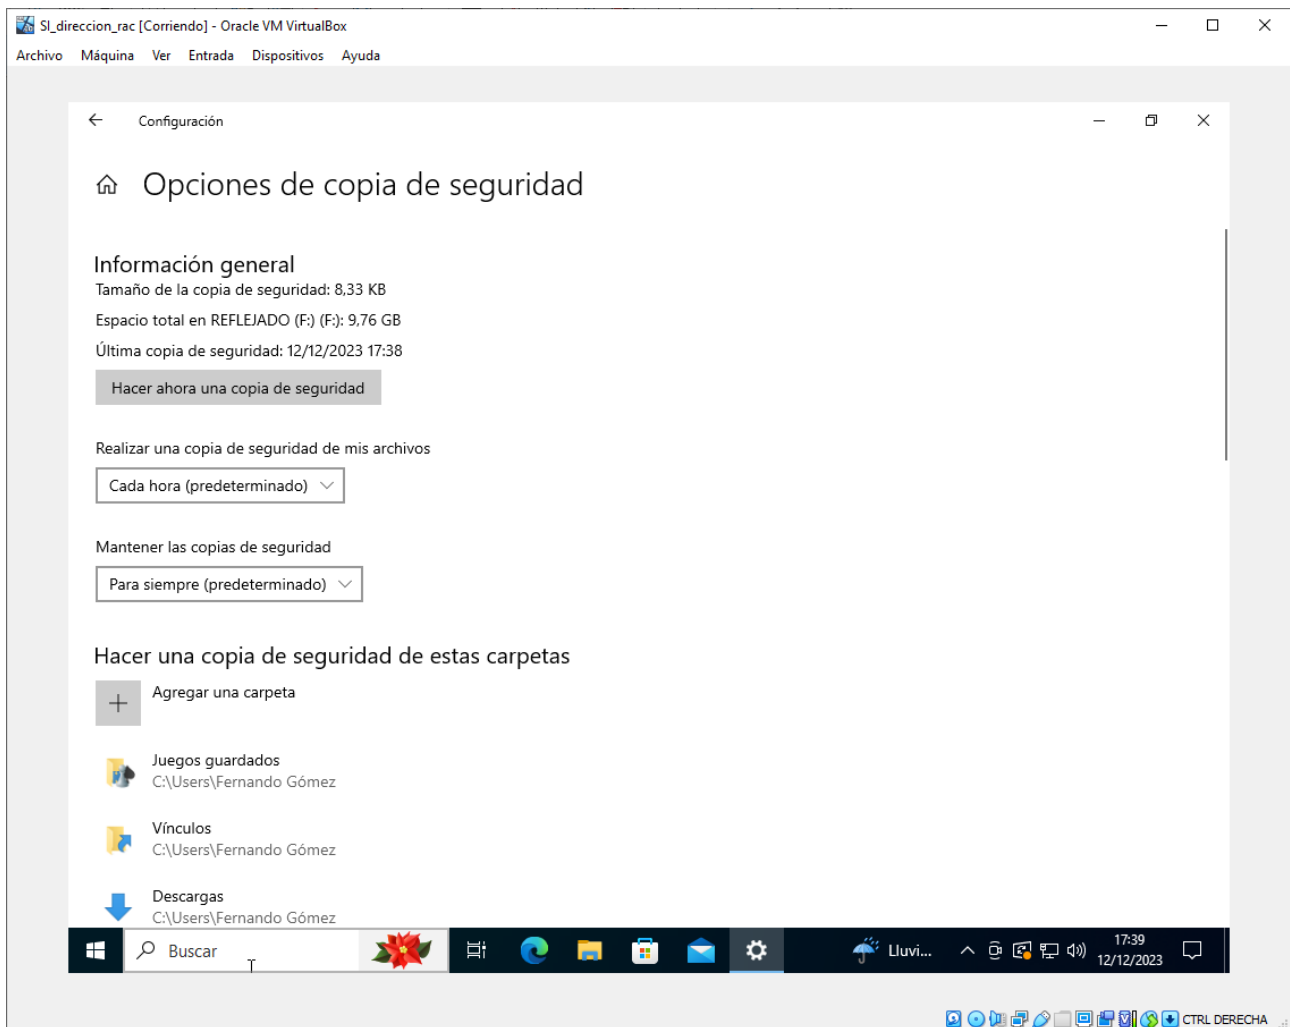 SI_direccion_rac [Corriendo] - Oracle VM VirtualBox
Archivo Máquina Ver Entrada Dispositivos Ayuda
Configuración
Opciones de copia de seguridad
Información general
Tamaño de la copia de seguridad: 8,33 KB
Espacio total en REFLEJADO (F:) (F:): 9,76 GB
Última copia de seguridad: 12/12/2023 17:38
Hacer ahora una copia de seguridad
Realizar una copia de seguridad de mis archivos
Cada hora (predeterminado)
Mantener las copias de seguridad
Para siempre (predeterminado)
Hacer una copia de seguridad de estas carpetas
Agregar una carpeta
Juegos guardados
C:\Users\Fernando Gómez
Vínculos
C:\Users\Fernando Gómez
Descargas
C:\Users\Fernando Gómez
Buscar
Lluvi...
17:39
12/12/2023
CTRL DERECHA